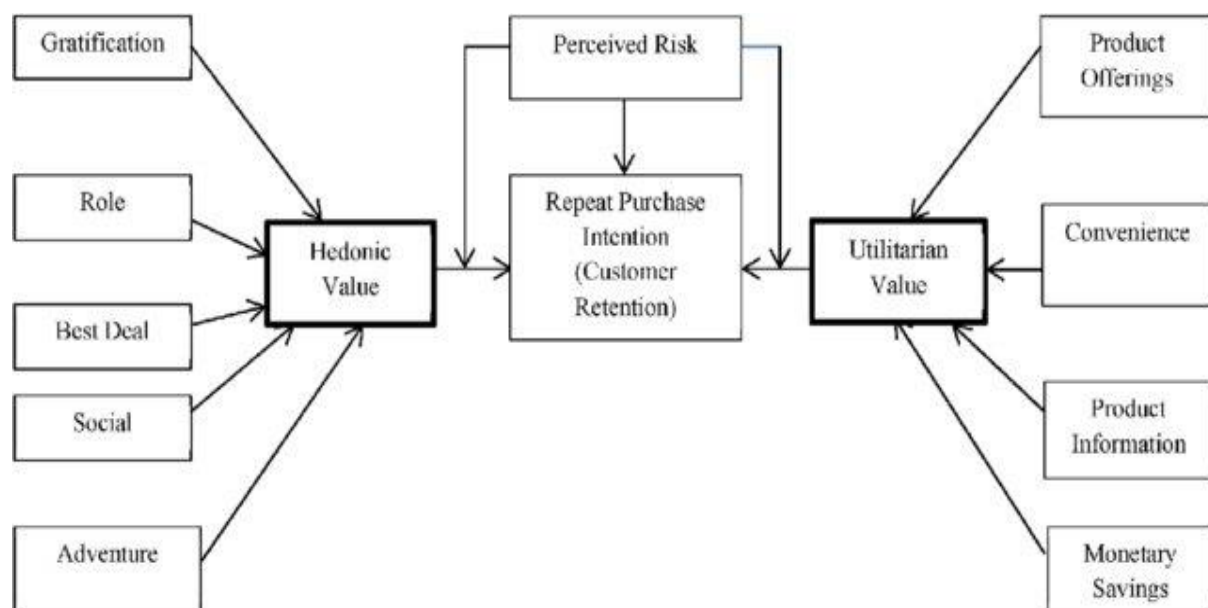 Gratification
Role
Best Deal
Social
Adventure
Hedonic
Value
Perceived Risk
Repeat Purchase
Intention
(Customer
Retention)
Utilitarian
Value
Product
Offerings
Convenience
Product
Information
Monetary
Savings